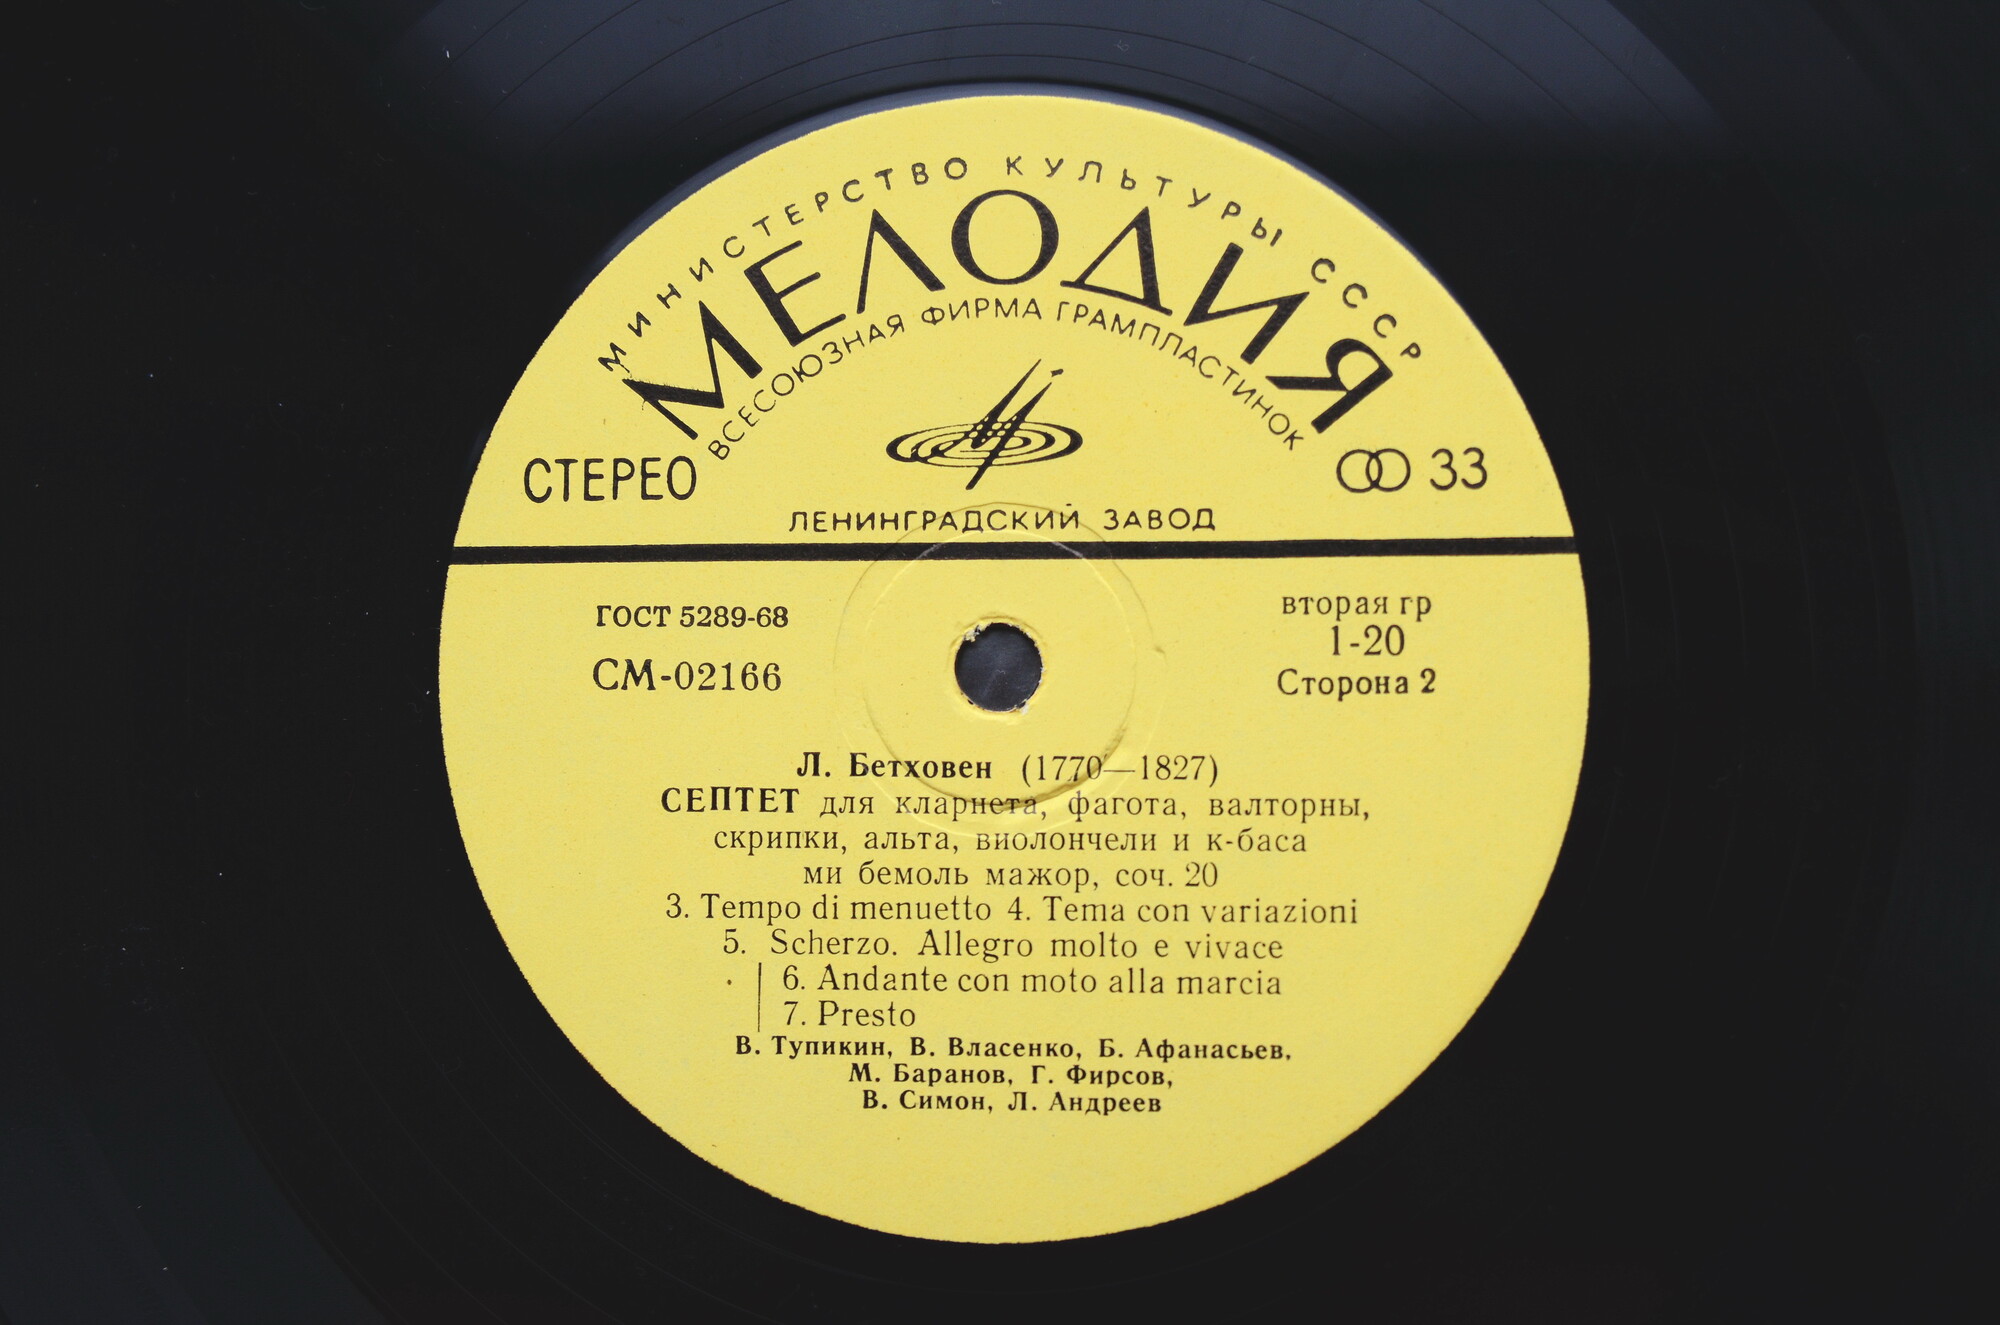 МИНИСТЕРСТВО КУЛЬТУРЫ СССР
МЕЛОДИЯ
ВСЕСОЮЗНАЯ ФИРМА ГРАМПЛАСТИНОК
СТЕРЕО
33
ЛЕНИНГРАДСКИЙ ЗАВОД
ГОСТ 5289-68
СМ-02166
вторая гр
1-20
Сторона 2
Л. Бетховен (1770—1827)
СЕПТЕТ для кларнета, фагота, валторны,
скрипки, альта, виолончели и к-баса
ми бемоль мажор, соч. 20
3. Tempo di menuetto 4. Tema con variazioni
5. Scherzo. Allegro molto e vivace
6. Andante con moto alla marcia
7. Presto
В. Тупикин, В. Власенко, Б. Афанасьев,
М. Баранов, Г. Фирсов,
В. Симон, Л. Андреев